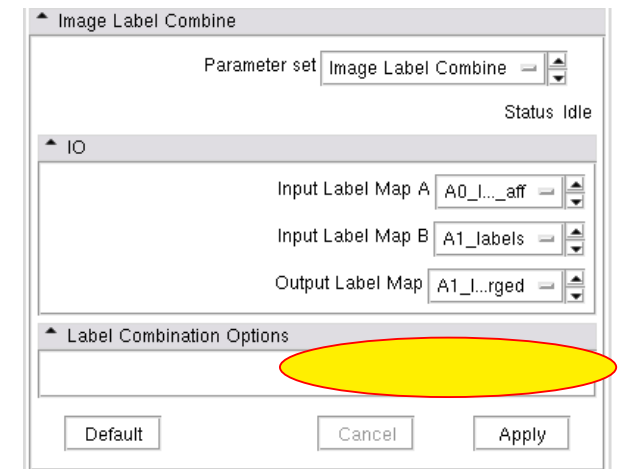 Image Label Combine
Parameter set Image Label Combine
Status Idle
IO
Input Label Map A A0_l..._aff
Input Label Map B A1_labels
Output Label Map A1_l...rged
Label Combination Options
Default Cancel Apply